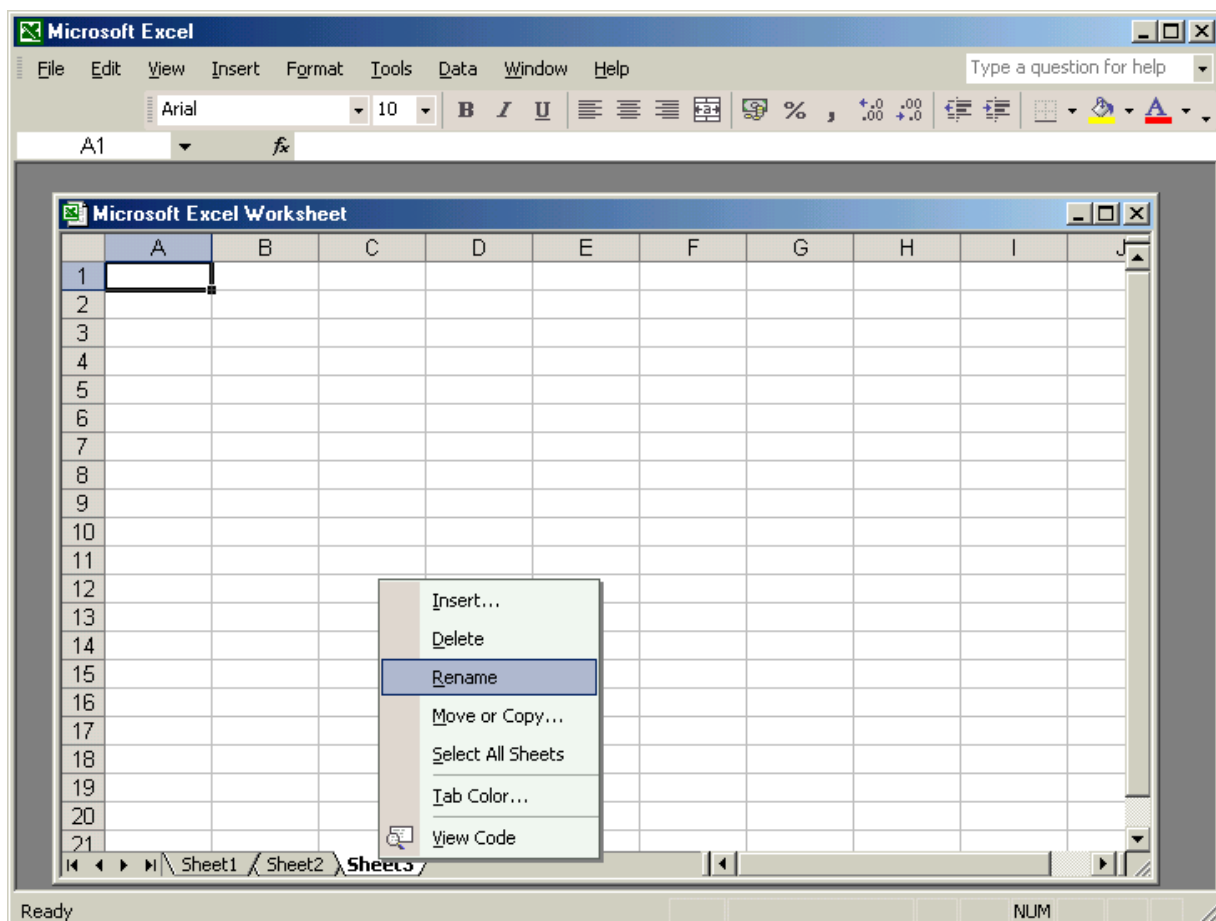 Microsoft Excel
File Edit View Insert Format Tools Data Window Help Type a question for help
Arial 10 B I U % , .00 .00 A
A1 fx
Microsoft Excel Worksheet
A B C D E F G H I J
1
2
3
4
5
6
7
8
9
10
11
12
13
14
15
16
17
18
19
20
21
Insert...
Delete
Rename
Move or Copy...
Select All Sheets
Tab Color...
View Code
Sheet1 Sheet2 Sheet3
Ready NUM